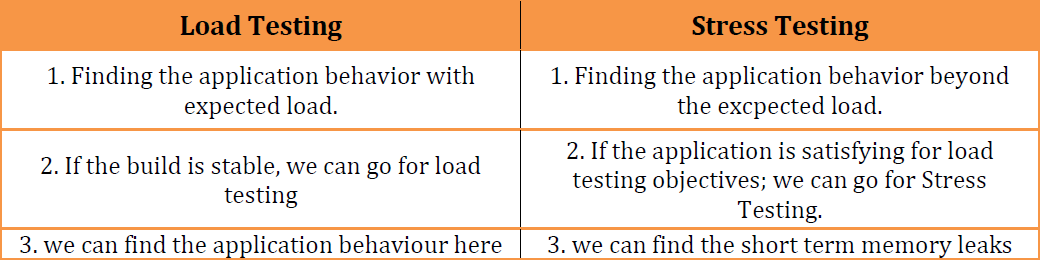 Load Testing
Stress Testing
1. Finding the application behavior with
expected load.
1. Finding the application behavior beyond
the excpected load.
2. If the build is stable, we can go for load
testing
2. If the application is satisfying for load
testing objectives; we can go for Stress
Testing.
3. we can find the application behaviour here
3. we can find the short term memory leaks